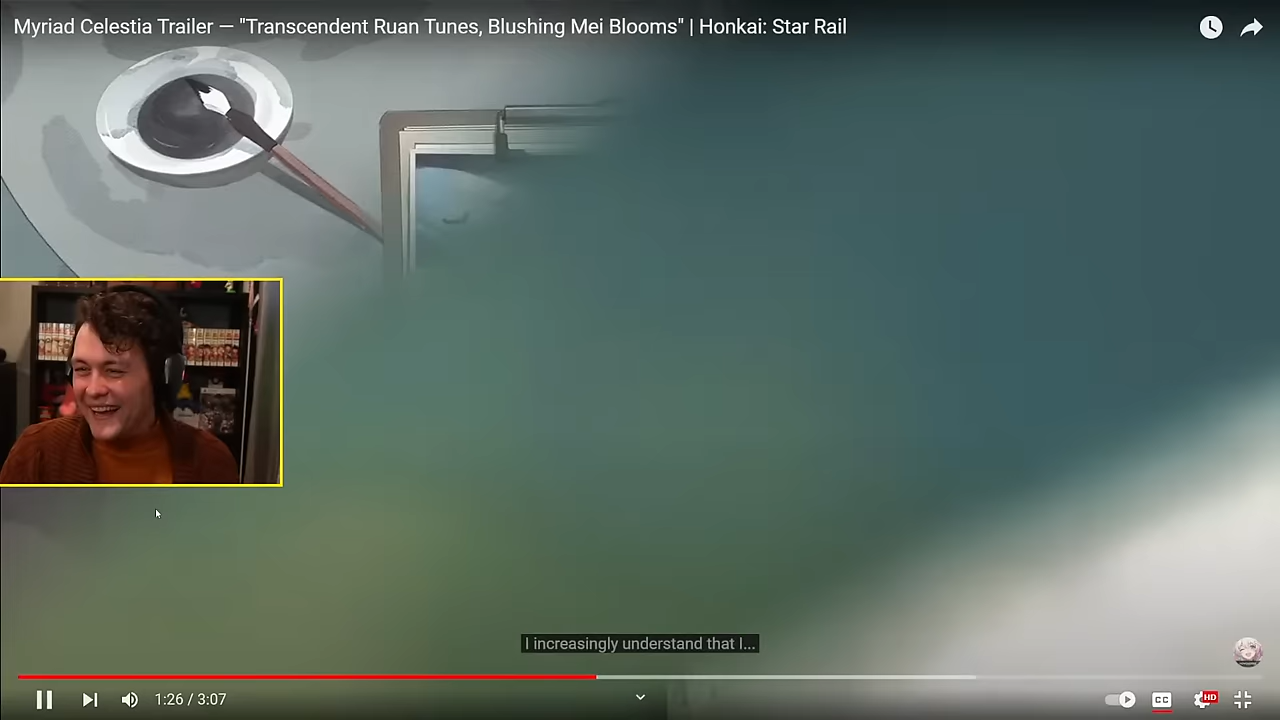 Myriad Celestia Trailer — "Transcendent Ruan Tunes, Blushing Mei Blooms" | Honkai: Star Rail
I increasingly understand that I...
1:26 / 3:07
CC
HD